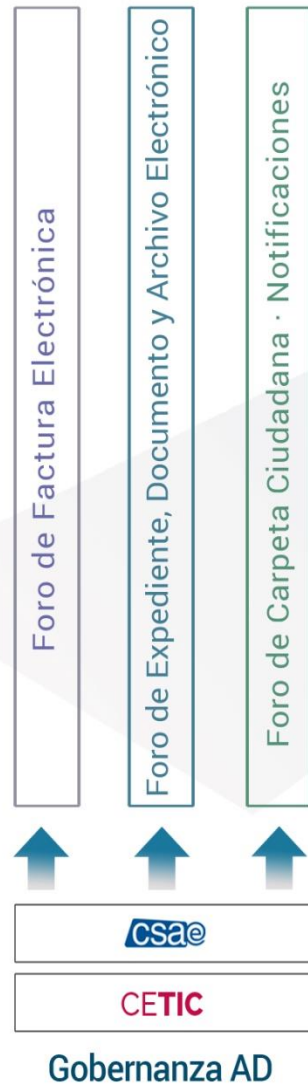 Foro de Factura Electrónica
Foro de Expediente, Documento y Archivo Electrónico
Foro de Carpeta Ciudadana · Notificaciones
csae
CETIC
Gobernanza AD